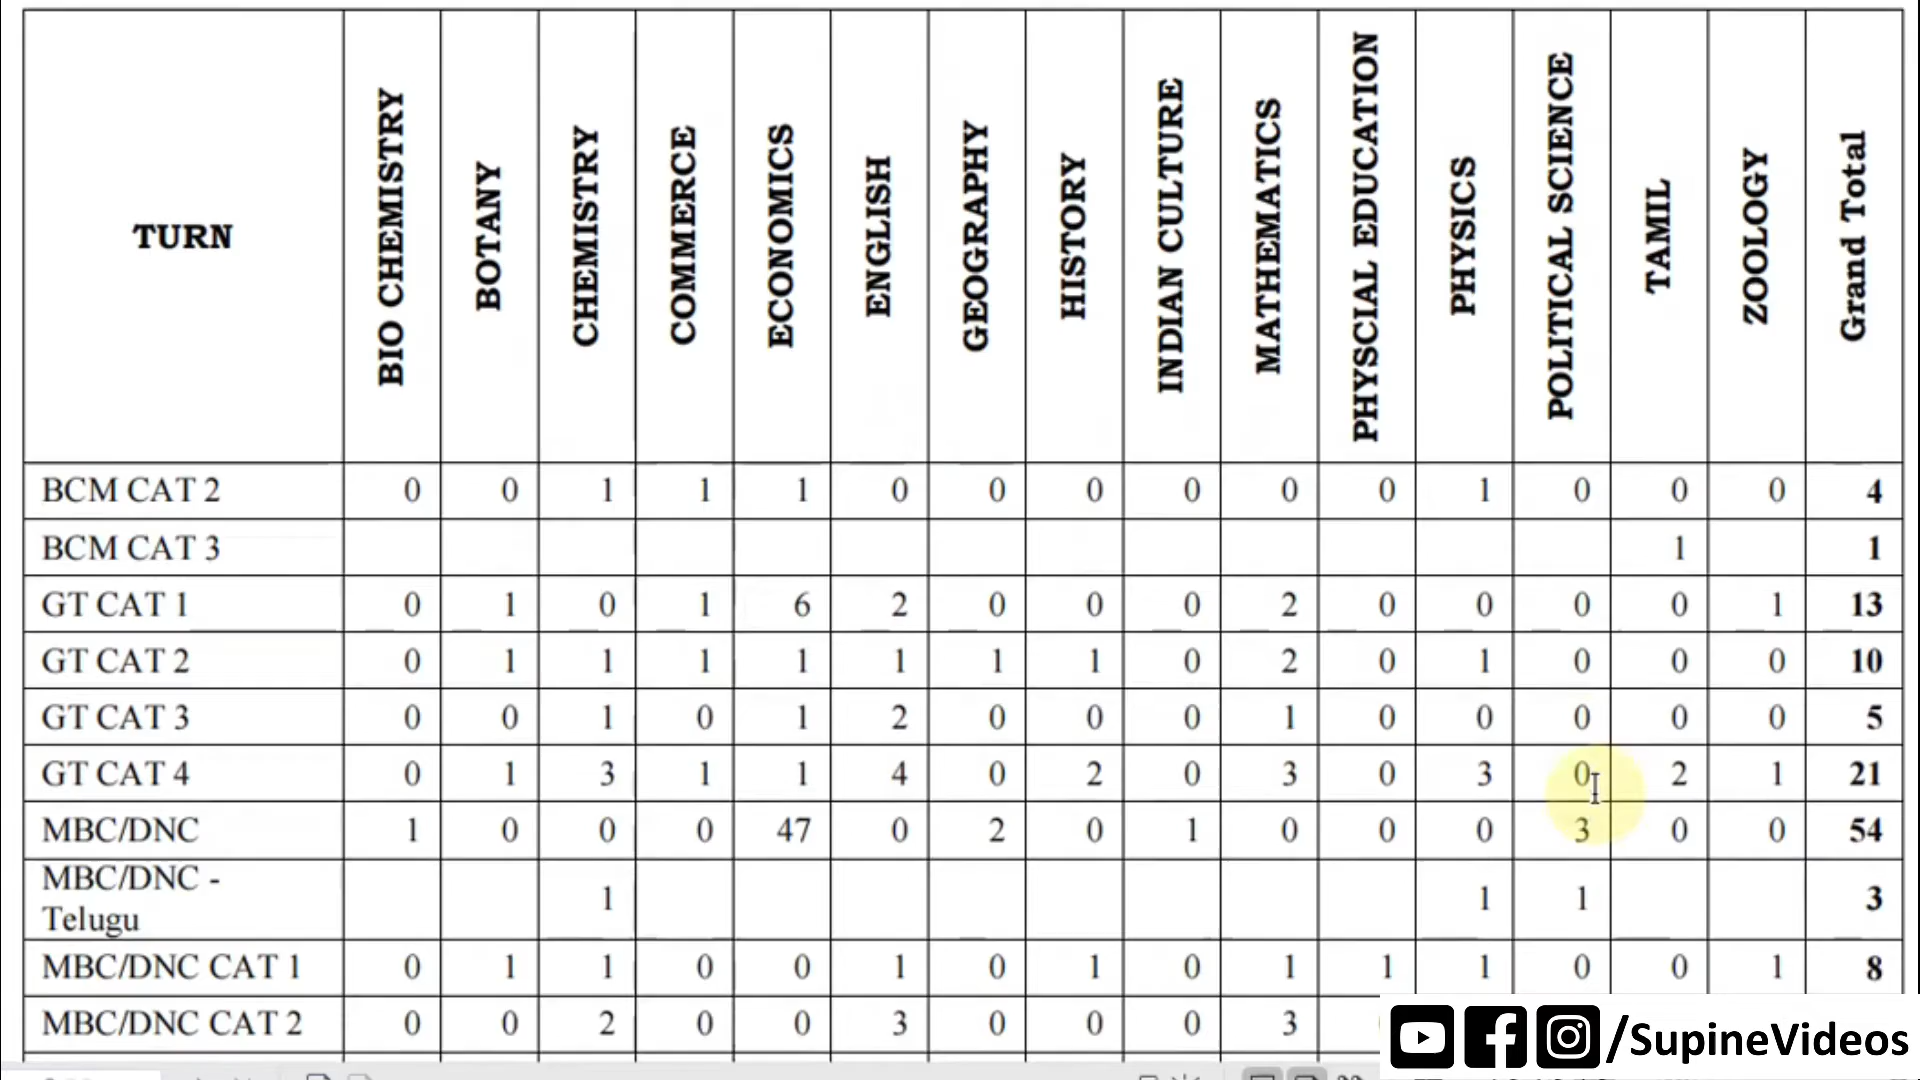 TURN BIO CHEMISTRY BOTANY CHEMISTRY COMMERCE ECONOMICS ENGLISH GEOGRAPHY HISTORY INDIAN CULTURE MATHEMATICS PHYSCIAL EDUCATION PHYSICS POLITICAL SCIENCE TAMIL ZOOLOGY Grand Total
BCM CAT 2 0 0 1 1 1 0 0 0 0 0 0 1 0 0 0 4
BCM CAT 3 1 1
GT CAT 1 0 1 0 1 6 2 0 0 0 2 0 0 0 0 1 13
GT CAT 2 0 1 1 1 1 1 1 1 0 2 0 1 0 0 0 10
GT CAT 3 0 0 1 0 1 2 0 0 0 1 0 0 0 0 0 5
GT CAT 4 0 1 3 1 1 4 0 2 0 3 0 3 0 2 1 21
MBC/DNC 1 0 0 0 47 0 2 0 1 0 0 0 3 0 0 54
MBC/DNC -
Telugu 1 1 1 3
MBC/DNC CAT 1 0 1 1 0 0 1 0 1 0 1 1 1 0 0 1 8
MBC/DNC CAT 2 0 0 2 0 0 3 0 0 0 3
/SupineVideos